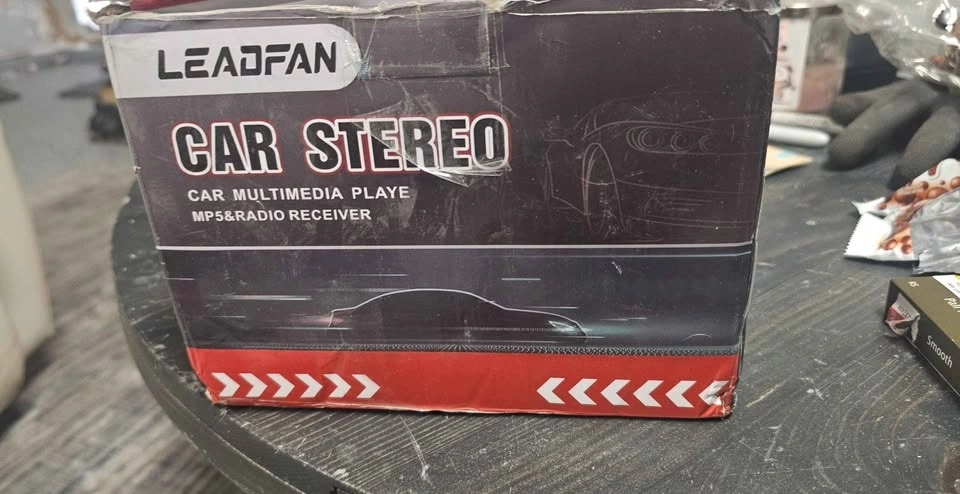 LEADFAN
CAR STEREO
CAR MULTIMEDIA PLAYE
MP5&RADIO RECEIVER
Smooth